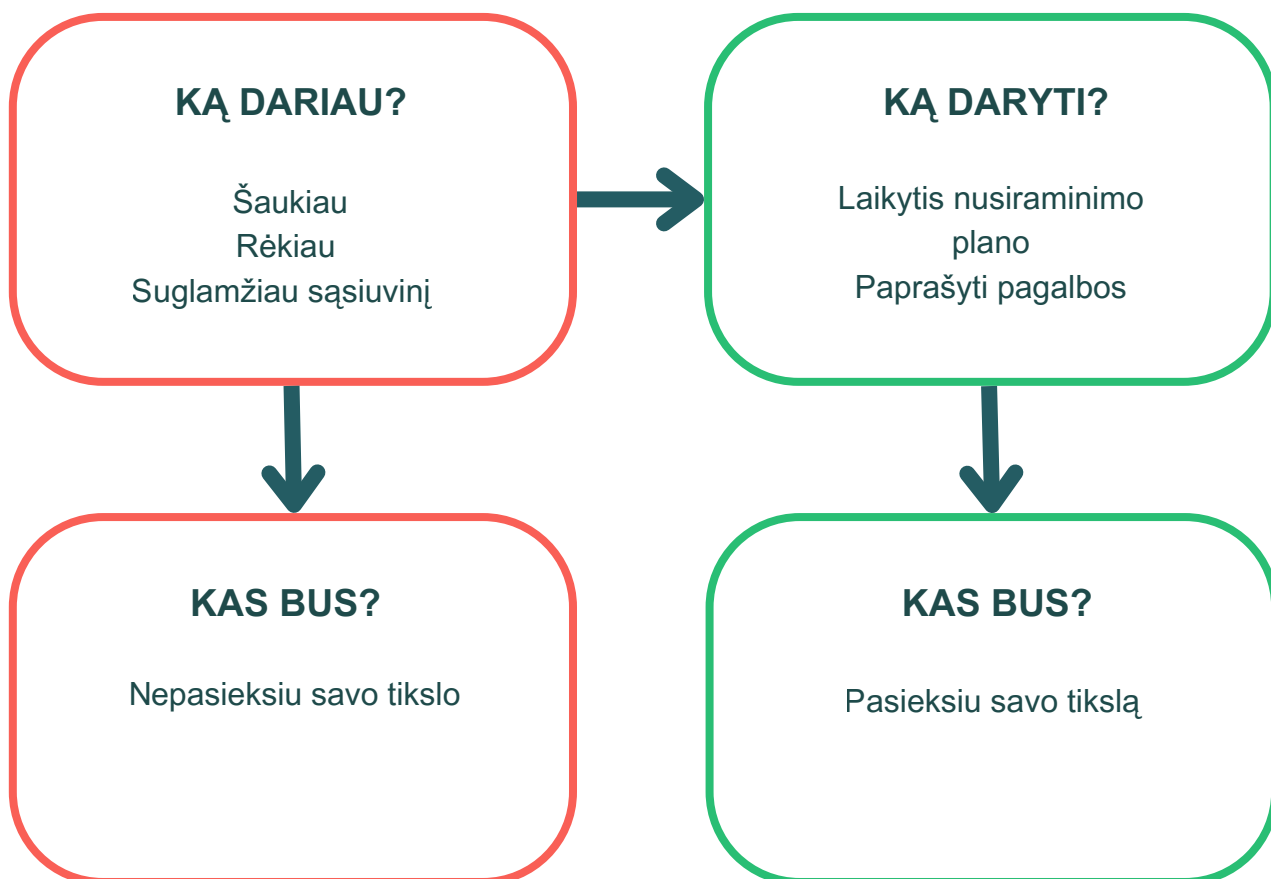 KĄ DARIAU?
Šaukiau
Rėkiau
Suglamžiau sąsiuvinį
KĄ DARYTI?
Laikytis nusiraminimo
plano
Paprašyti pagalbos
KAS BUS?
Nepasieksiu savo tikslo
KAS BUS?
Pasieksiu savo tikslą